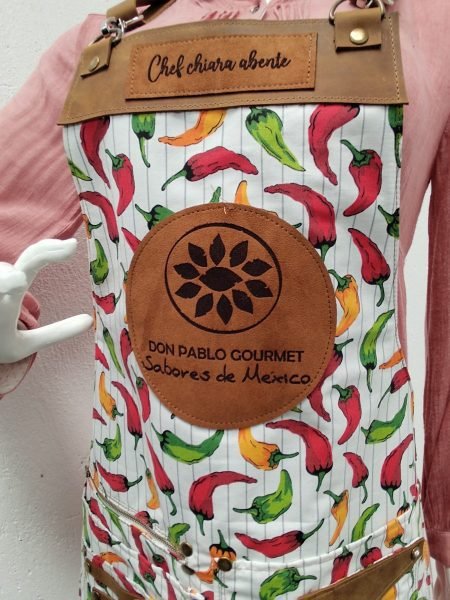 Chef chiara abente
DON PABLO GOURMET
Sabores de Mexico